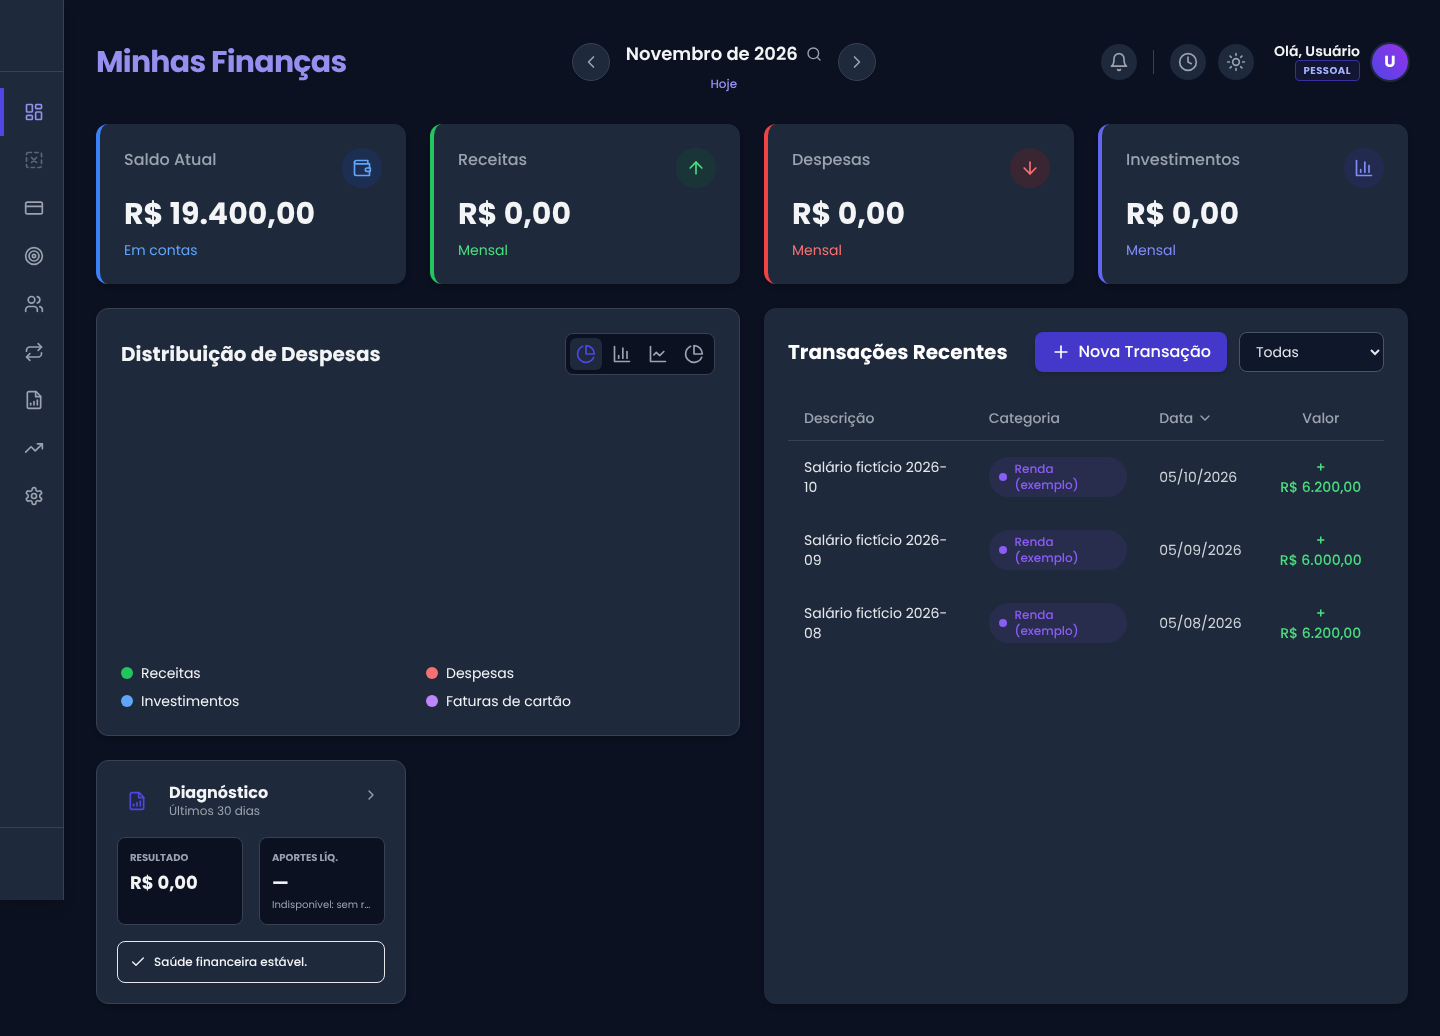 Minhas Finanças
Novembro de 2026
Hoje
Olá, Usuário
PESSOAL
U
Saldo Atual
R$ 19.400,00
Em contas
Receitas
R$ 0,00
Mensal
Despesas
R$ 0,00
Mensal
Investimentos
R$ 0,00
Mensal
Distribuição de Despesas
Receitas
Despesas
Investimentos
Faturas de cartão
Transações Recentes
Nova Transação
Todas
Descrição Categoria Data Valor
Salário fictício 2026-
10
Renda
(exemplo)
05/10/2026
+
R$ 6.200,00
Salário fictício 2026-
09
Renda
(exemplo)
05/09/2026
+
R$ 6.000,00
Salário fictício 2026-
08
Renda
(exemplo)
05/08/2026
+
R$ 6.200,00
Diagnóstico
Últimos 30 dias
RESULTADO
R$ 0,00
APORTES LÍQ.
—
Indisponível: sem r...
Saúde financeira estável.